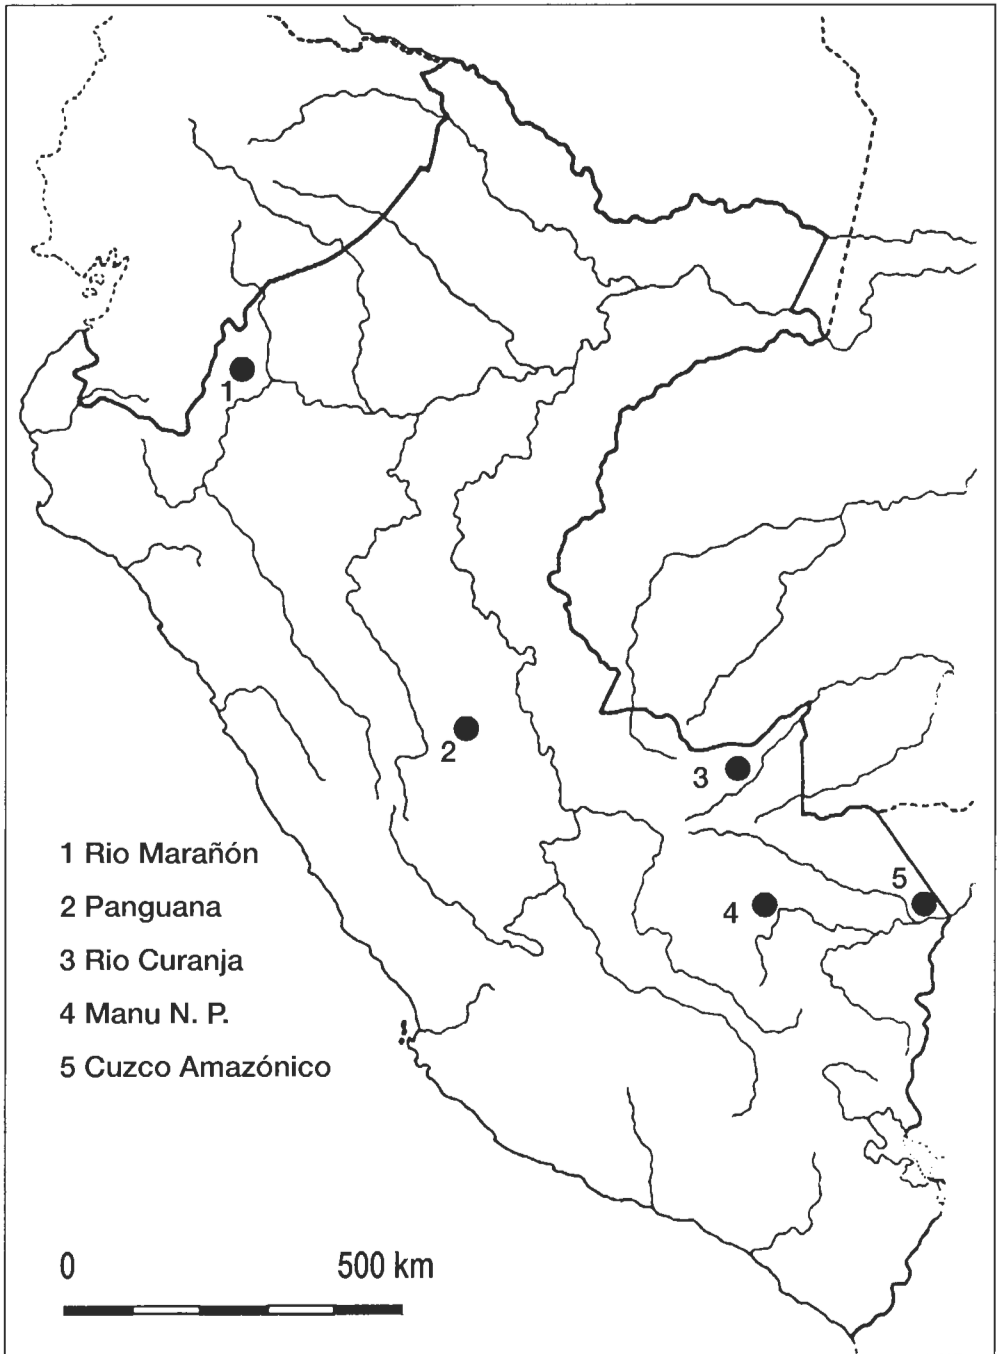 1
2
3
5
4
1 Rio Marañón
2 Panguana
3 Rio Curanja
4 Manu N. P.
5 Cuzco Amazónico
0 500 km